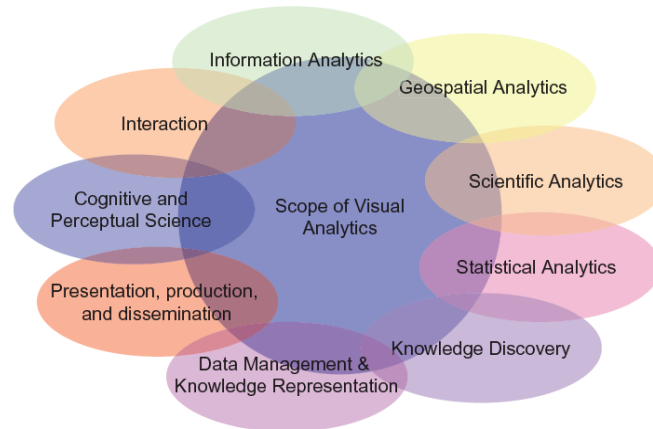 Information Analytics
Geospatial Analytics
Interaction
Scientific Analytics
Cognitive and
Perceptual Science
Scope of Visual
Analytics
Statistical Analytics
Presentation, production,
and dissemination
Knowledge Discovery
Data Management &
Knowledge Representation